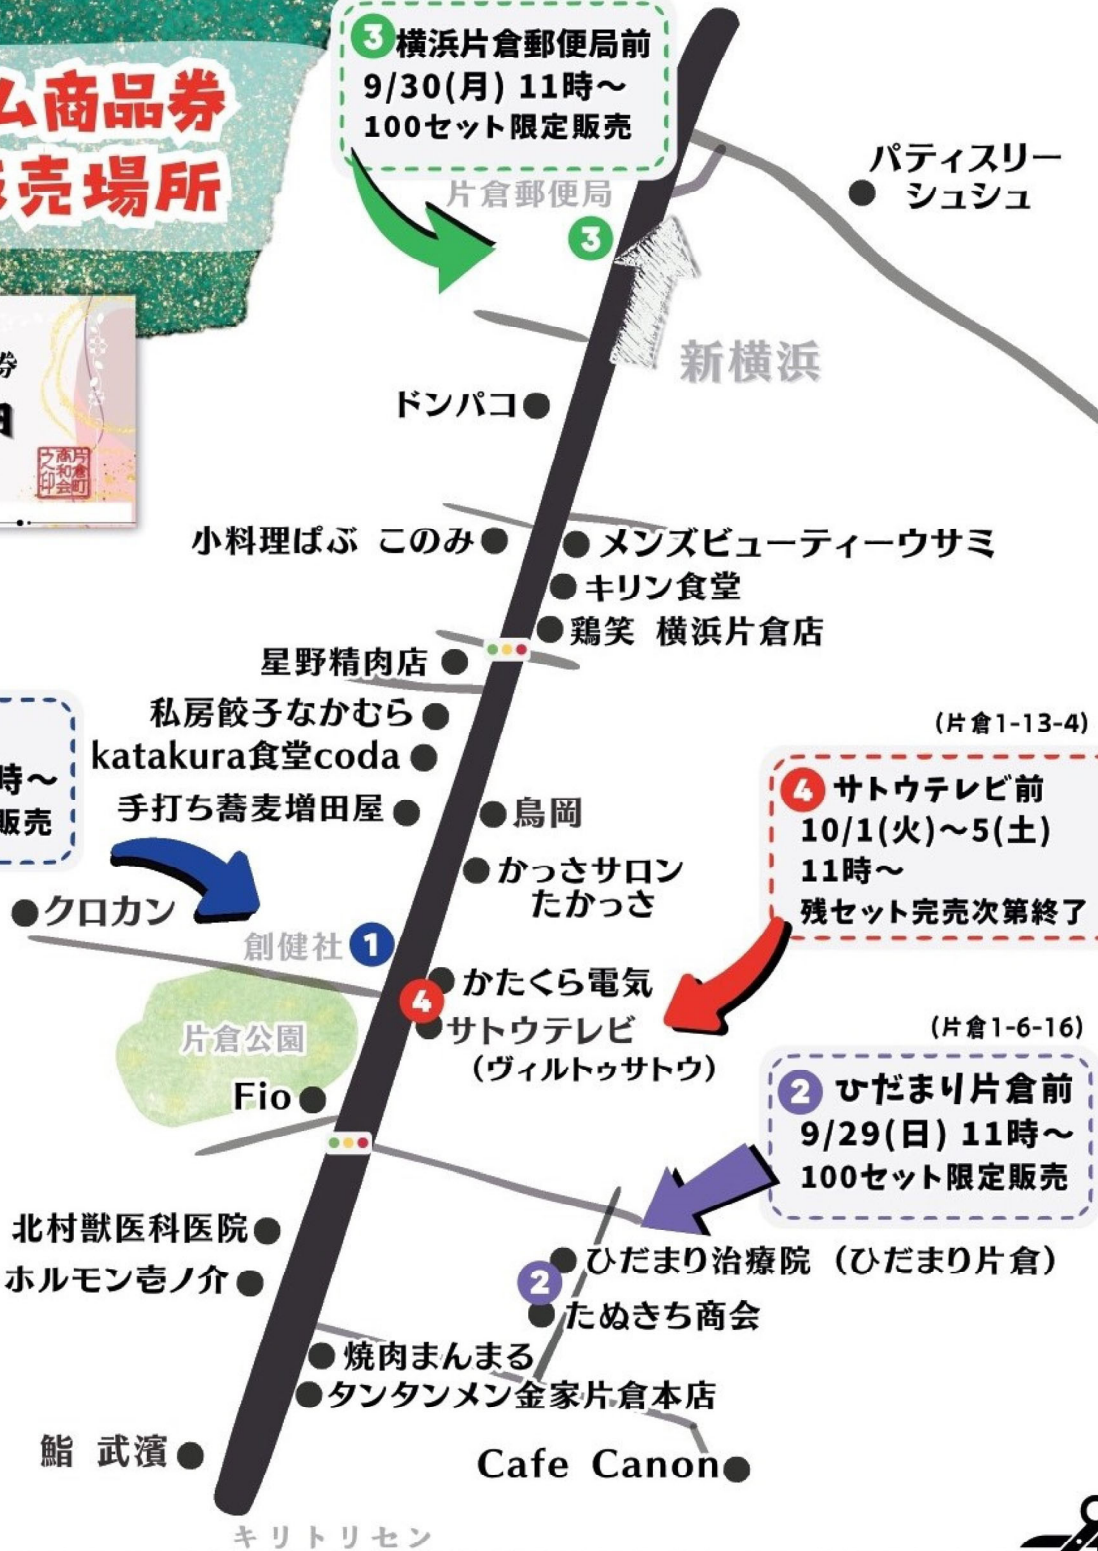 ム商品券
売場所
3 横浜片倉郵便局前
9/30(月) 11時〜
100セット限定販売
片倉郵便局
3
パティスリー
シュシュ
新横浜
券
片倉町
商和会
ドンパコ
小料理ぱぶ このみ
メンズビューティーウサミ
キリン食堂
鶏笑 横浜片倉店
星野精肉店
私房餃子なかむら
katakura食堂coda
手打ち蕎麦増田屋
鳥岡
かっさサロン
たかっさ
時〜
販売
(片倉1-13-4)
4 サトウテレビ前
10/1(火)〜5(土)
11時〜
残セット完売次第終了
クロカン
創健社 1
かたくら電気
4
サトウテレビ
(ヴィルトゥサトウ)
片倉公園
Fio
(片倉1-6-16)
2 ひだまり片倉前
9/29(日) 11時〜
100セット限定販売
北村獣医科医院
ホルモン壱ノ介
ひだまり治療院 (ひだまり片倉)
2
たぬきち商会
焼肉まんまる
タンタンメン金家片倉本店
鮨 武濱
Cafe Canon
キリトリセン